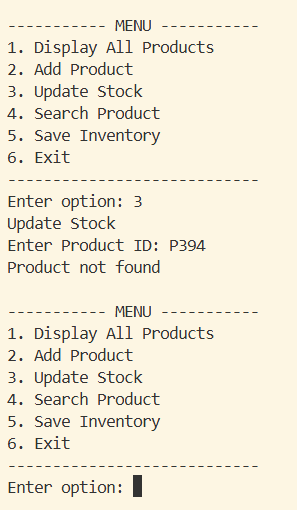 ----------- MENU -----------
1. Display All Products
2. Add Product
3. Update Stock
4. Search Product
5. Save Inventory
6. Exit
----------------------------
Enter option: 3
Update Stock
Enter Product ID: P394
Product not found
----------- MENU -----------
1. Display All Products
2. Add Product
3. Update Stock
4. Search Product
5. Save Inventory
6. Exit
----------------------------
Enter option: